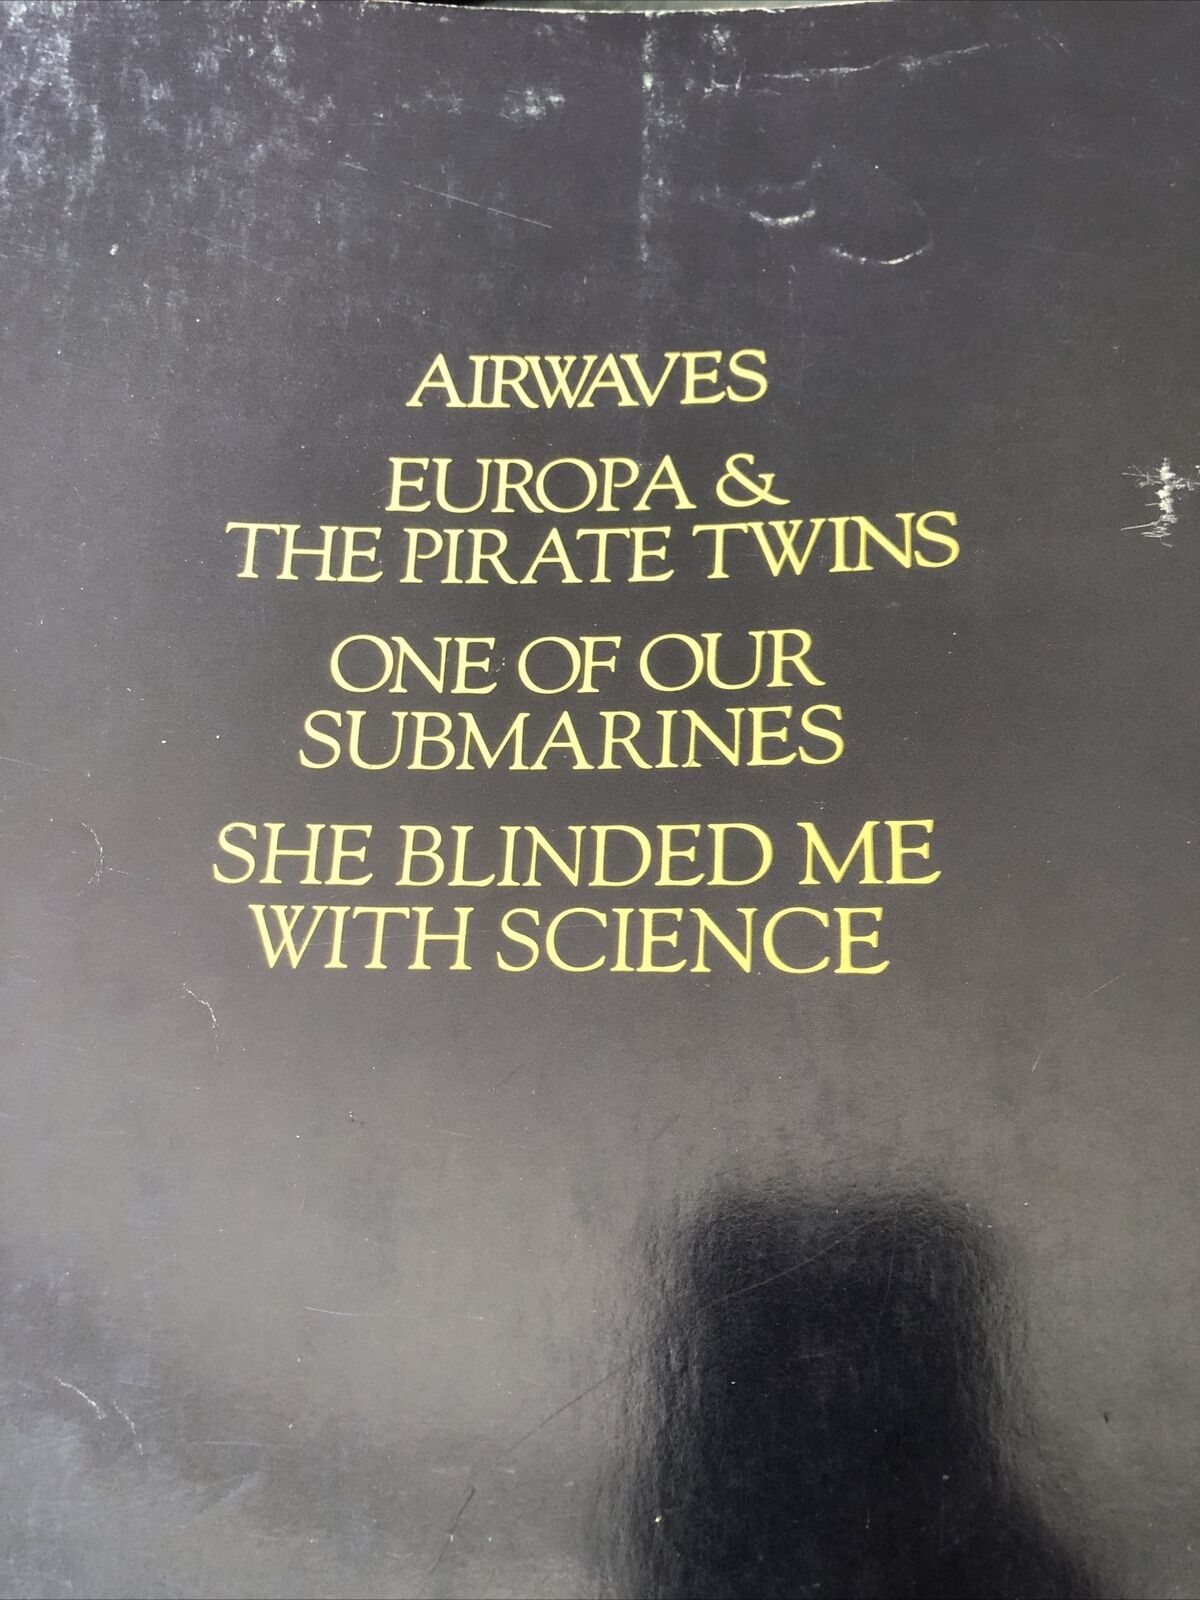 AIRWAVES
EUROPA &
THE PIRATE TWINS
ONE OF OUR
SUBMARINES
SHE BLINDED ME
WITH SCIENCE